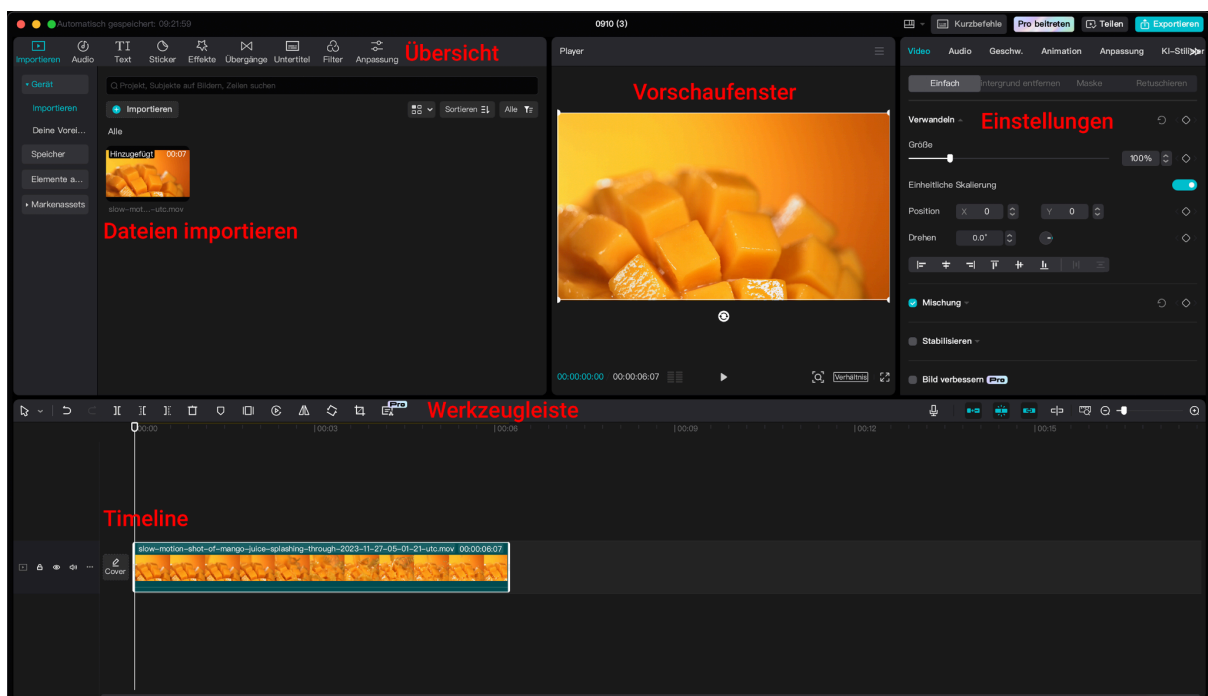 Automatisch gespeichert: 09:21:59
0910 (3)
Kurzbefehle
Pro beitreten
Teilen
Exportieren
Importieren
Audio
Text
Sticker
Effekte
Übergänge
Untertitel
Filter
Anpassung
Übersicht
Gerät
Importieren
Deine Vorei...
Speicher
Elemente a...
Markenassets
Projekt, Subjekte auf Bildern, Zeilen suchen
Importieren
Sortieren
Alle
Alle
Hinzugefügt 00:07
slow-mot...-utc.mov
Dateien importieren
Player
Vorschaufenster
00:00:00:00 00:00:06:07
Verhältnis
Video
Audio
Geschw.
Animation
Anpassung
Einfach
intergrund entfernen
Maske
Retuschieren
Verwandeln
Einstellungen
Größe
100%
Einheitliche Skalierung
Position X 0 Y 0
Drehen 0.0°
Mischung
Stabilisieren
Bild verbessern Pro
Pro
Werkzeugleiste
00:00
00:03
00:06
00:09
00:12
00:15
Timeline
slow-motion-shot-of-mango-juice-splashing-through-2023-11-27-05-01-21-utc.mov 00:00:06:07
Cover